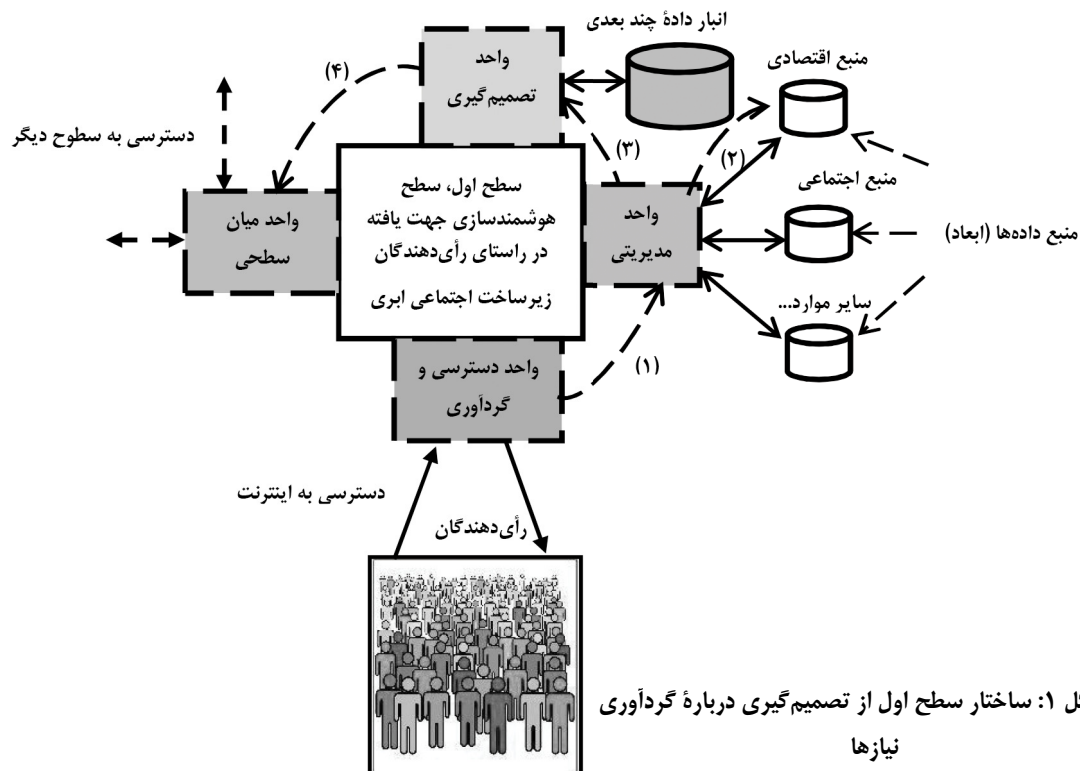 انبار دادهٔ چند بعدی
منبع اقتصادی
واحد
تصمیم‌گیری
(۴)
دسترسی به سطوح دیگر
(۳)
(۲)
سطح اول، سطح
هوشمندسازی جهت یافته
در راستای رأی‌دهندگان
زیرساخت اجتماعی ابری
واحد
مدیریتی
منبع اجتماعی
منبع داده‌ها (ابعاد)
واحد میان
سطحی
سایر موارد...
(۱)
واحد دسترسی و
گردآوری
دسترسی به اینترنت
رأی‌دهندگان
ل ۱: ساختار سطح اول از تصمیم‌گیری دربارهٔ گردآوری
نیازها